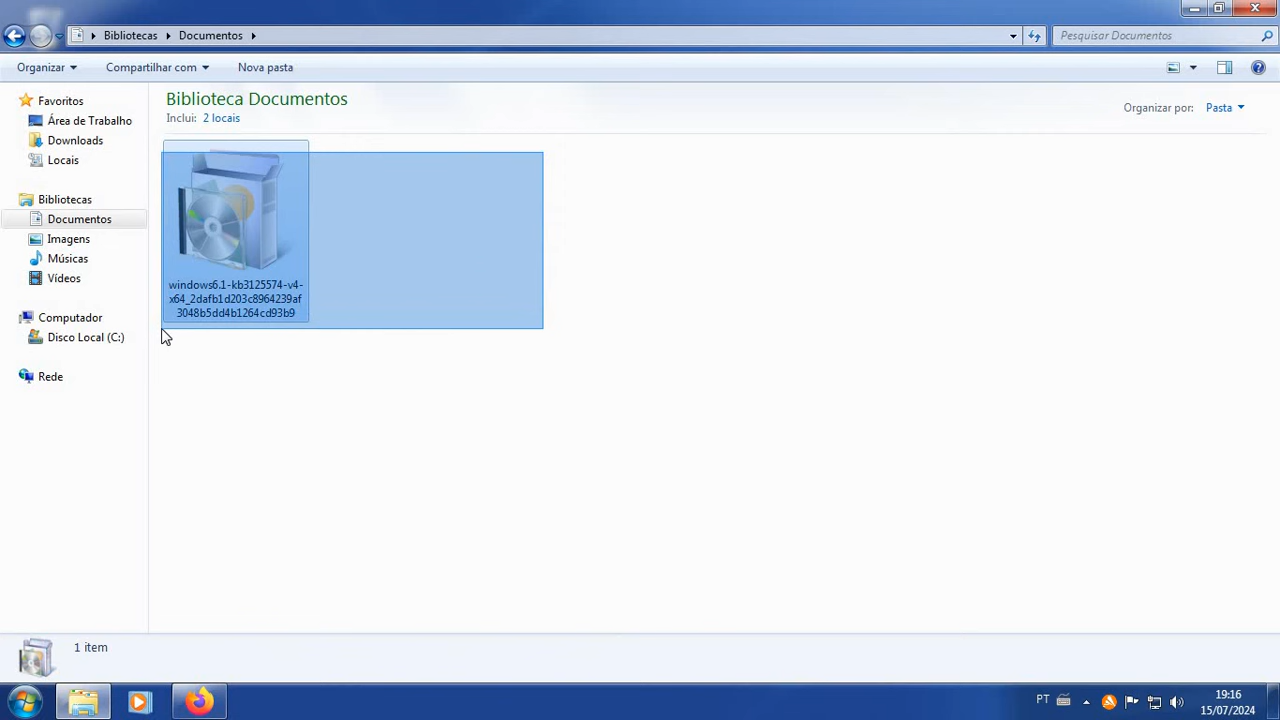 Bibliotecas Documentos
Pesquisar Documentos
Organizar Compartilhar com Nova pasta
Favoritos
Área de Trabalho
Downloads
Locais
Bibliotecas
Documentos
Imagens
Músicas
Vídeos
Computador
Disco Local (C:)
Rede
Biblioteca Documentos
Inclui: 2 locais
Organizar por: Pasta
windows6.1-kb3125574-v4-
x64_2dafb1d203c8964239af
3048b5dd4b1264cd93b9
1 item
PT
19:16
15/07/2024